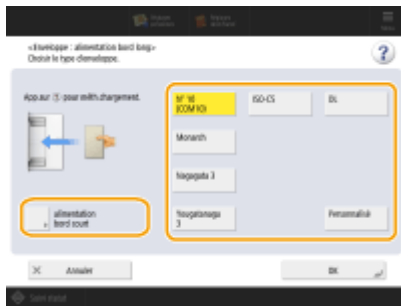 <Enveloppe : alimentation bord long>
Choisir le type d'enveloppe.
App.sur ? pour méth.chargement.
N° 10
(COM10)
ISO-C5
DL
Monarch
Nagagata 3
Yougatanaga
3
Personnalisé
alimentation
bord court
Annuler
OK